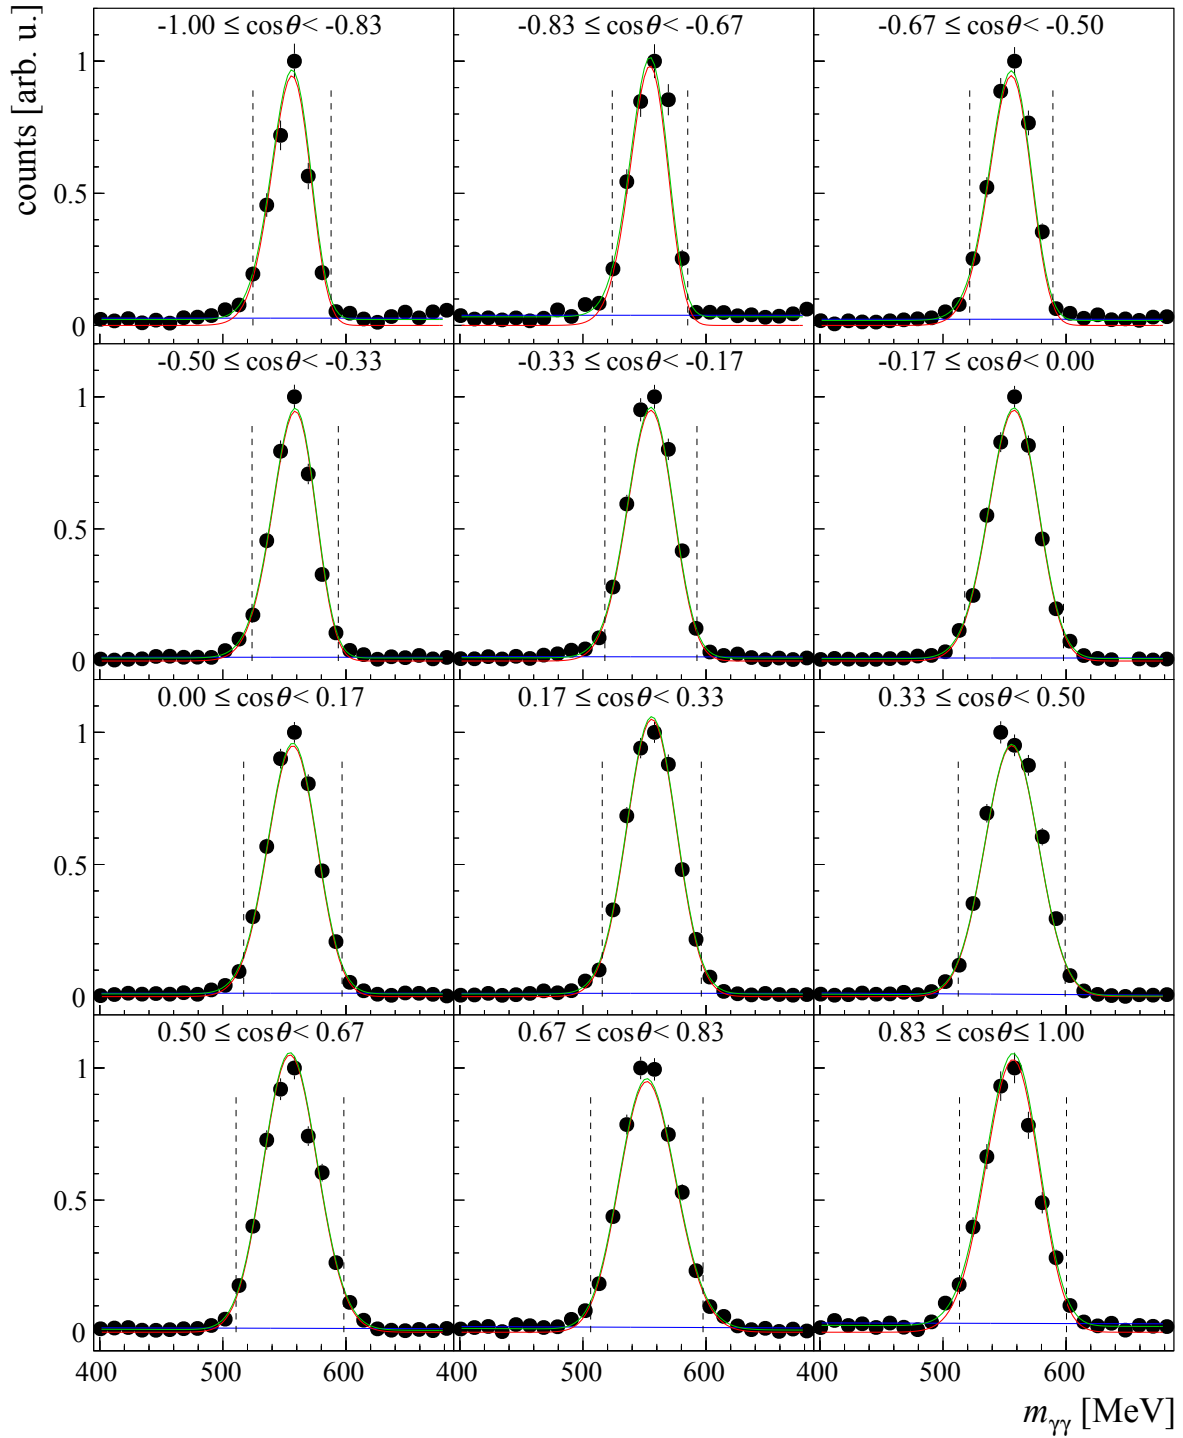 counts [arb. u.]
-1.00 ≤ cosθ< -0.83
-0.83 ≤ cosθ< -0.67
-0.67 ≤ cosθ< -0.50
1
0.5
0
-0.50 ≤ cosθ< -0.33
-0.33 ≤ cosθ< -0.17
-0.17 ≤ cosθ< 0.00
1
0.5
0
0.00 ≤ cosθ< 0.17
0.17 ≤ cosθ< 0.33
0.33 ≤ cosθ< 0.50
1
0.5
0
0.50 ≤ cosθ< 0.67
0.67 ≤ cosθ< 0.83
0.83 ≤ cosθ≤ 1.00
1
0.5
0
400 500 600 400 500 600 400 500 600
mγγ [MeV]